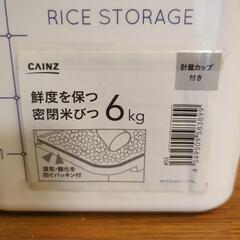 RICE STORAGE
CAINZ
計量カップ
付き
鮮度を保つ
密閉米びつ 6kg
湿気・酸化を
防ぐパッキン付
4549509583899